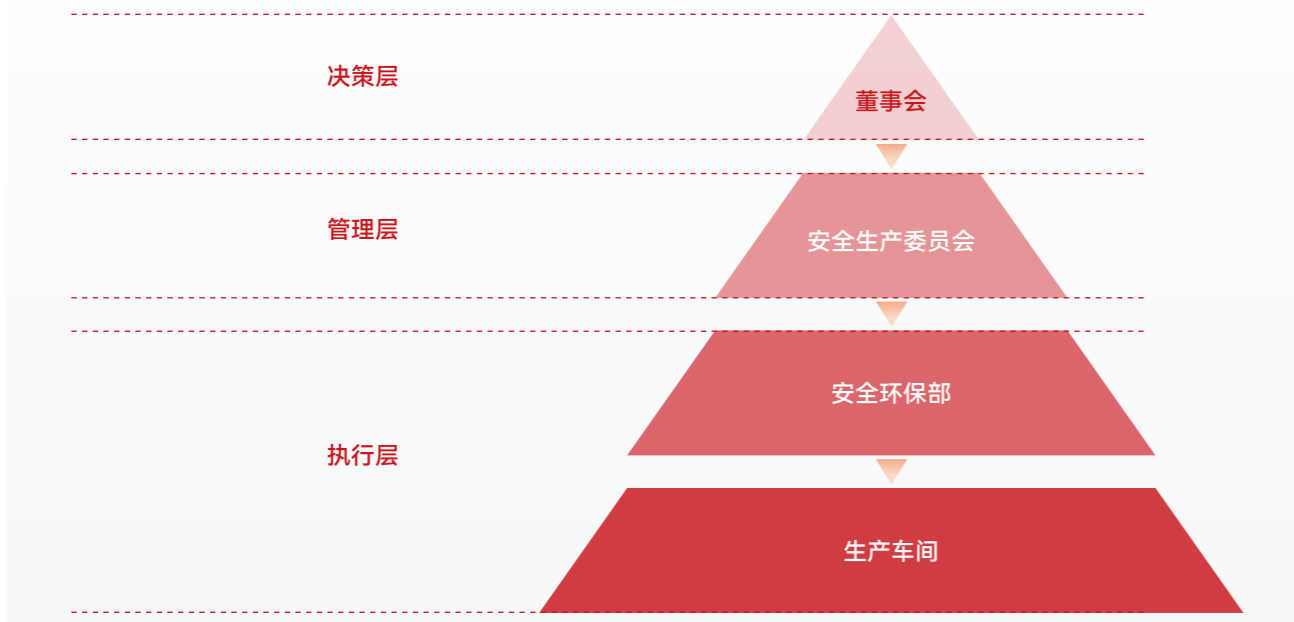 决策层
董事会
管理层
安全生产委员会
安全环保部
执行层
生产车间